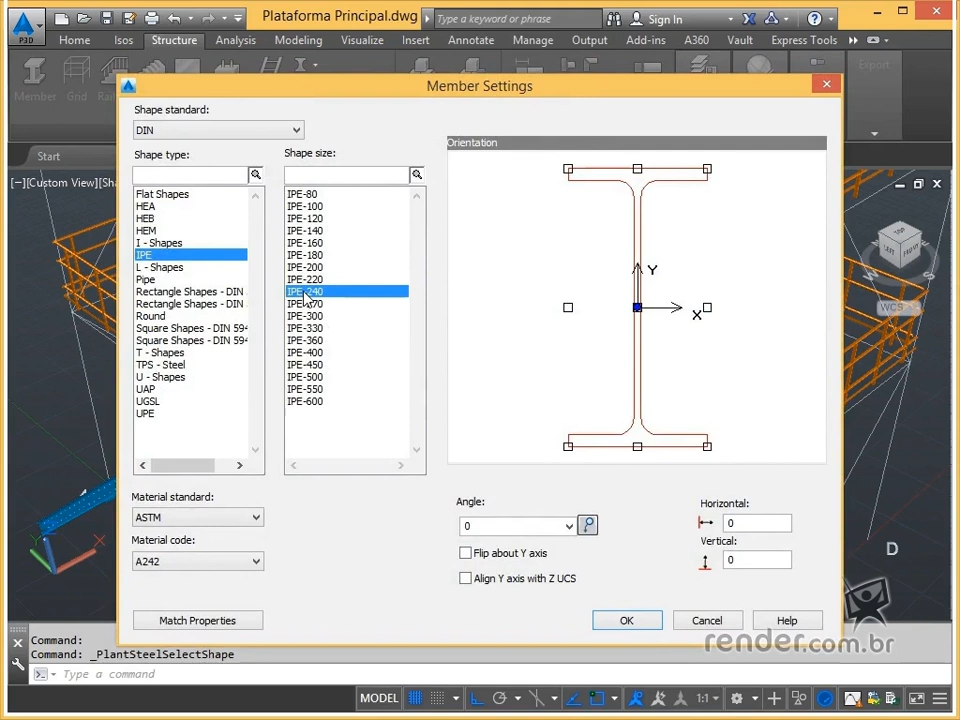 Plataforma Principal.dwg
Type a keyword or phrase
Sign In
P3D
Home
Isos
Structure
Analysis
Modeling
Visualize
Insert
Annotate
Manage
Output
Add-ins
A360
Vault
Express Tools
Member
Grid
Export
Start
[−][Custom View]
Member Settings
Shape standard:
DIN
Shape type:
Flat Shapes
HEA
HEB
HEM
I - Shapes
IPE
L - Shapes
Pipe
Rectangle Shapes - DIN
Rectangle Shapes - DIN
Round
Square Shapes - DIN 594
Square Shapes - DIN 594
T - Shapes
TPS - Steel
U - Shapes
UAP
UGSL
UPE
Shape size:
IPE-80
IPE-100
IPE-120
IPE-140
IPE-160
IPE-180
IPE-200
IPE-220
IPE-240
IPE-300
IPE-330
IPE-360
IPE-400
IPE-450
IPE-500
IPE-550
IPE-600
Orientation
Y
X
Material standard:
ASTM
Material code:
A242
Match Properties
Angle:
0
Flip about Y axis
Align Y axis with Z UCS
Horizontal:
0
Vertical:
0
OK
Cancel
Help
TOP
LEFT
FRONT
W
S
WCS
D
render.com.br
Command:
Command: _PlantSteelSelectShape
Type a command
MODEL
1:1